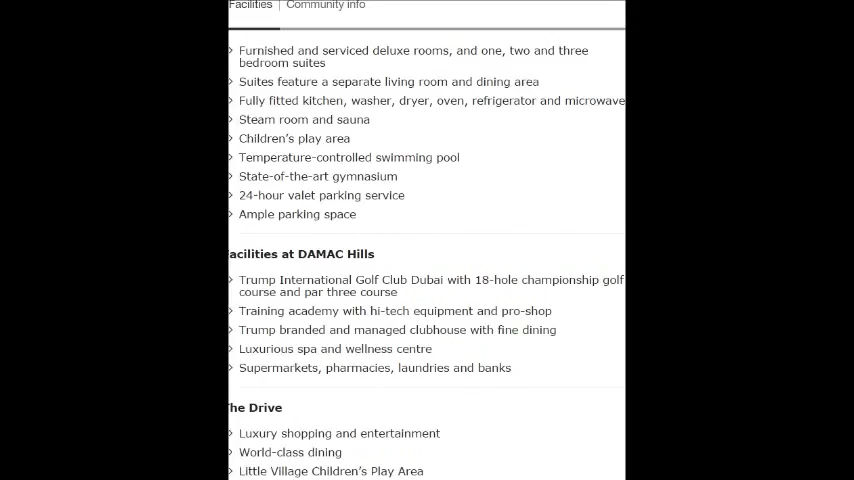 Facilities | Community info
Furnished and serviced deluxe rooms, and one, two and three
bedroom suites
Suites feature a separate living room and dining area
Fully fitted kitchen, washer, dryer, oven, refrigerator and microwave
Steam room and sauna
Children’s play area
Temperature-controlled swimming pool
State-of-the-art gymnasium
24-hour valet parking service
Ample parking space
Facilities at DAMAC Hills
Trump International Golf Club Dubai with 18-hole championship golf
course and par three course
Training academy with hi-tech equipment and pro-shop
Trump branded and managed clubhouse with fine dining
Luxurious spa and wellness centre
Supermarkets, pharmacies, laundries and banks
The Drive
Luxury shopping and entertainment
World-class dining
Little Village Children’s Play Area